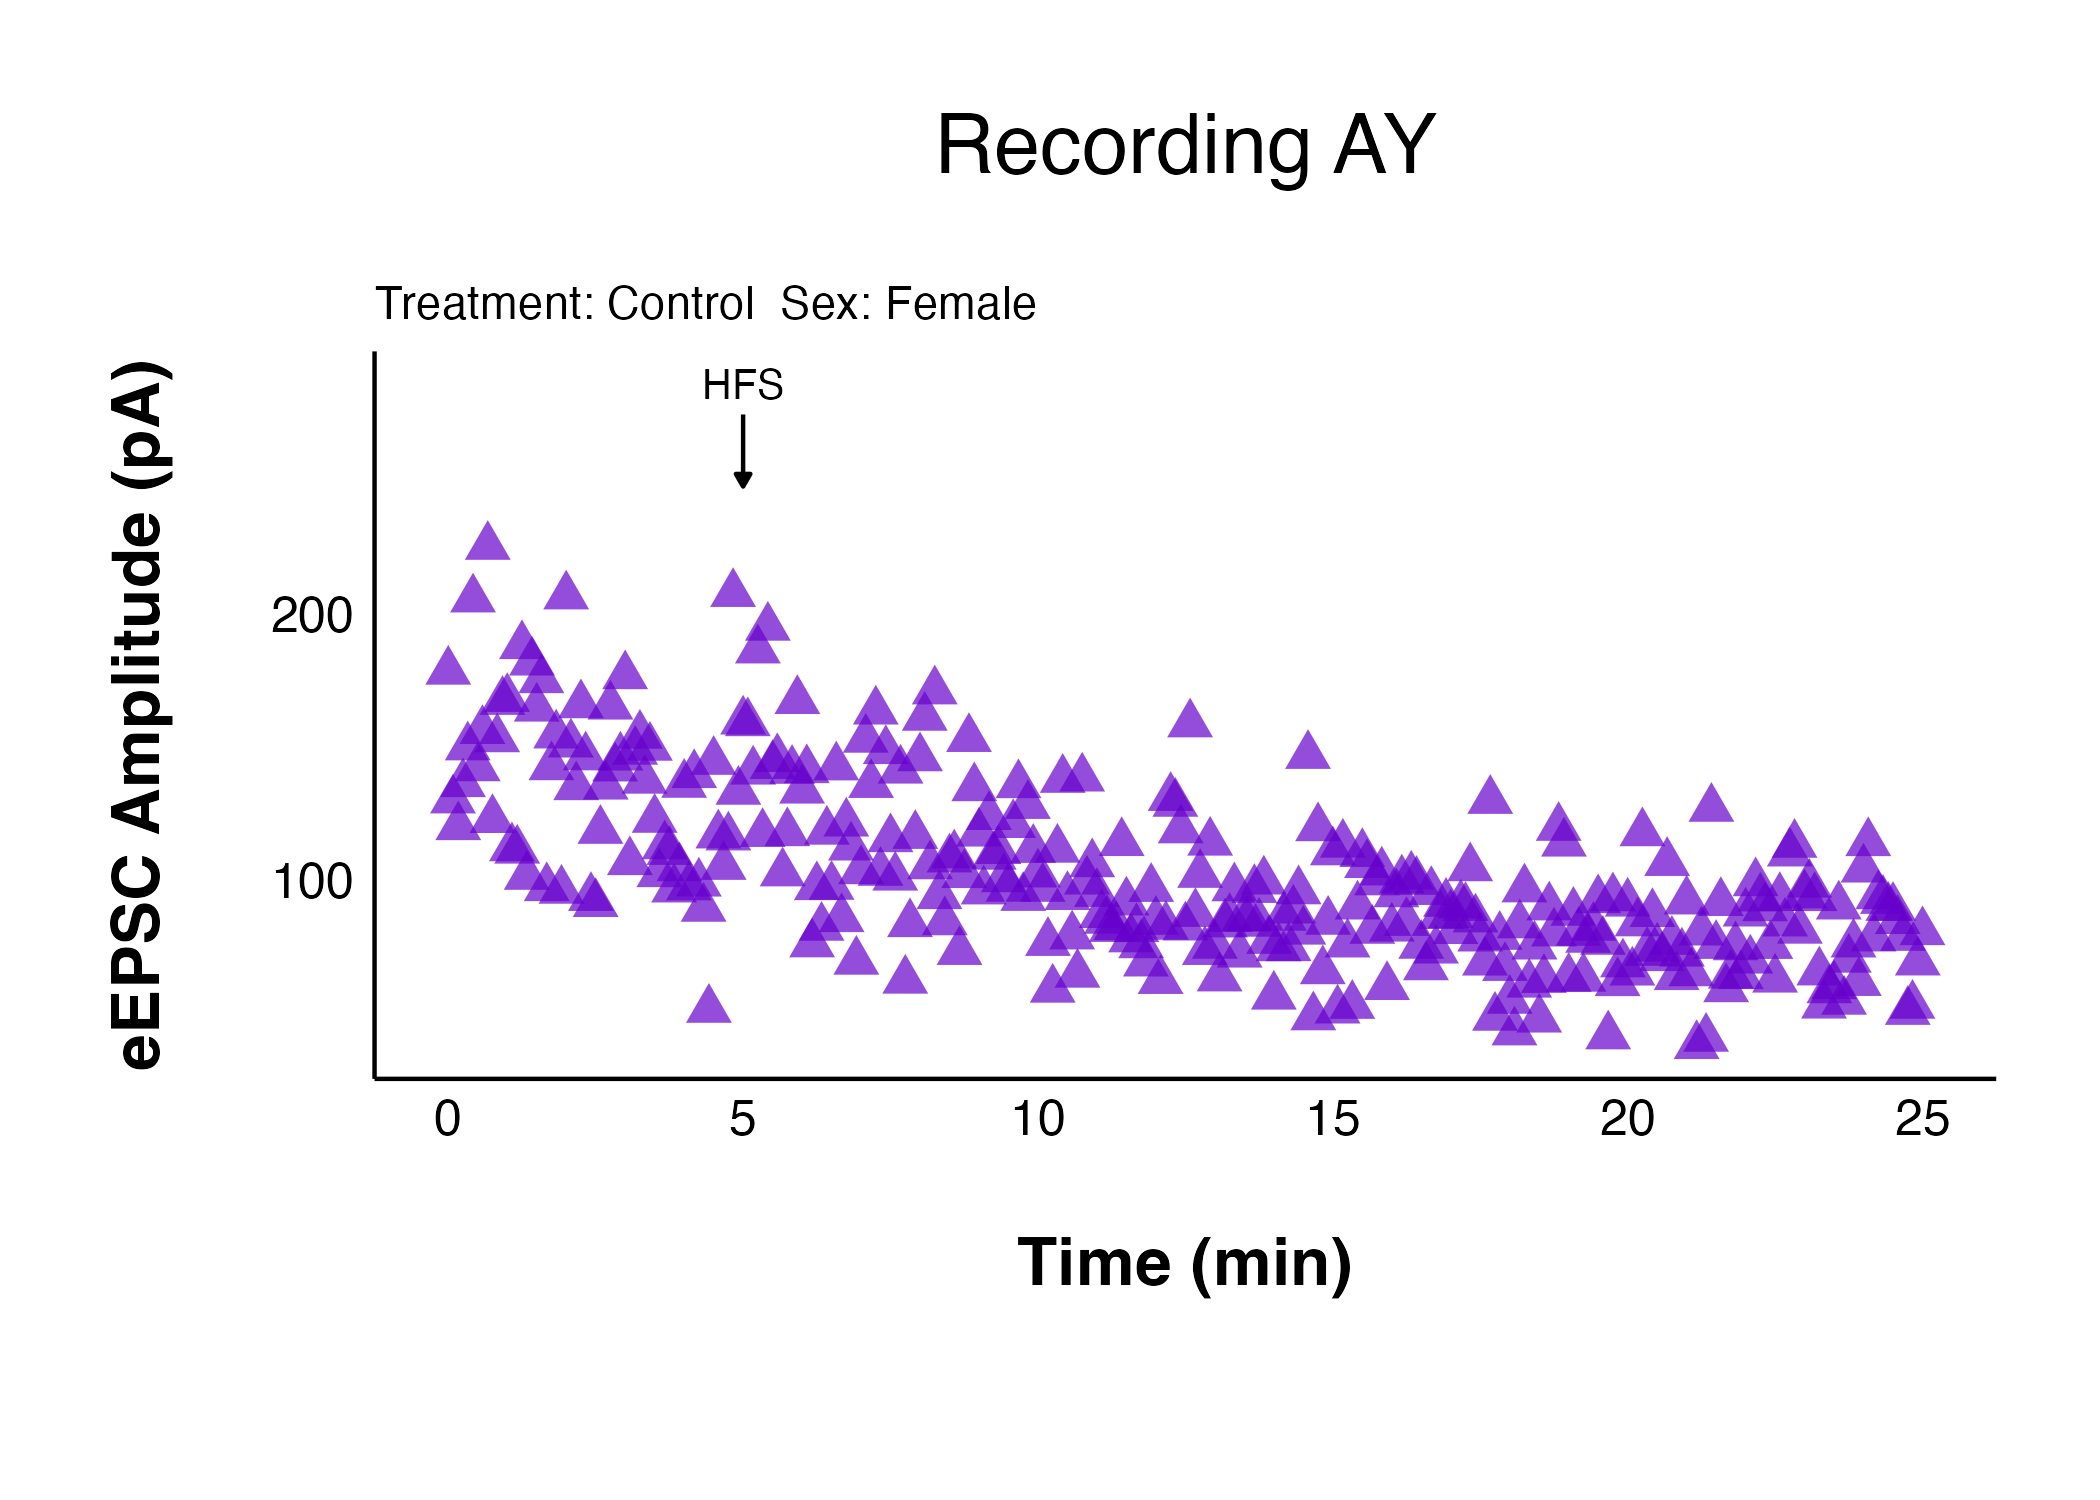 Recording AY
Treatment: Control  Sex: Female
HFS
eEPSC Amplitude (pA)
200
100
0 5 10 15 20 25
Time (min)